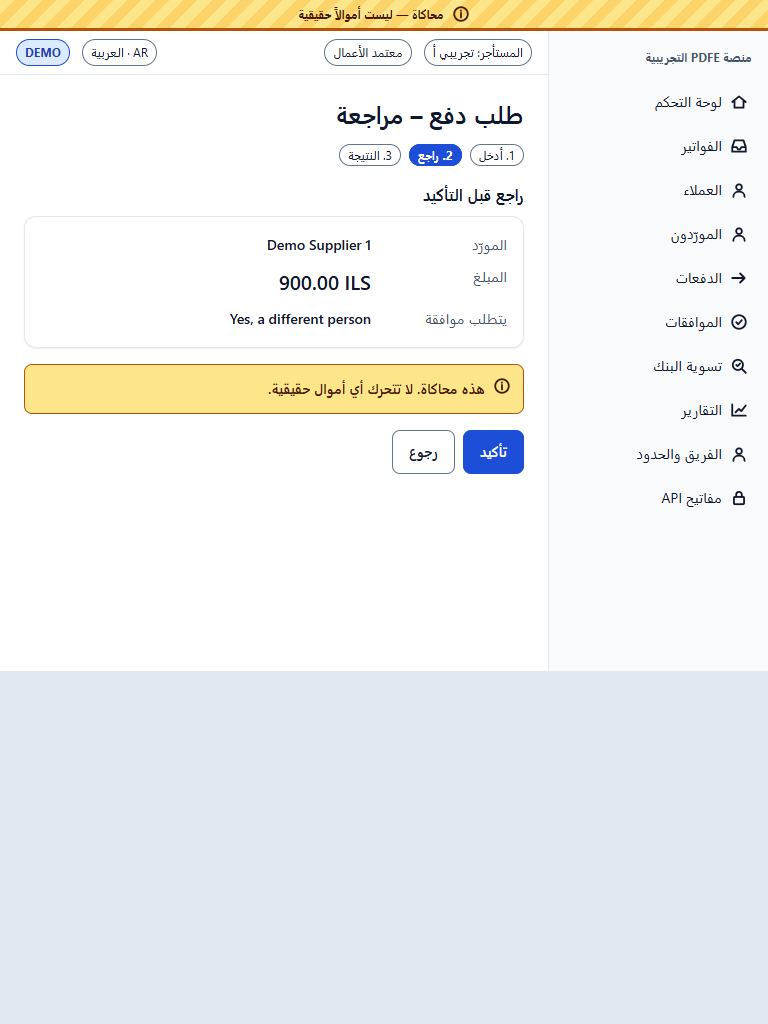 محاكاة — ليست أموالاً حقيقية
منصة PDFE التجريبية
لوحة التحكم
الفواتير
العملاء
المورّدون
الدفعات
الموافقات
تسوية البنك
التقارير
الفريق والحدود
مفاتيح API
المستأجر: تجريبي أ
معتمد الأعمال
AR · العربية
DEMO
طلب دفع – مراجعة
1. أدخل
2. راجع
3. النتيجة
راجع قبل التأكيد
المورّد Demo Supplier 1
المبلغ 900.00 ILS
يتطلب موافقة Yes, a different person
هذه محاكاة. لا تتحرك أي أموال حقيقية.
تأكيد
رجوع